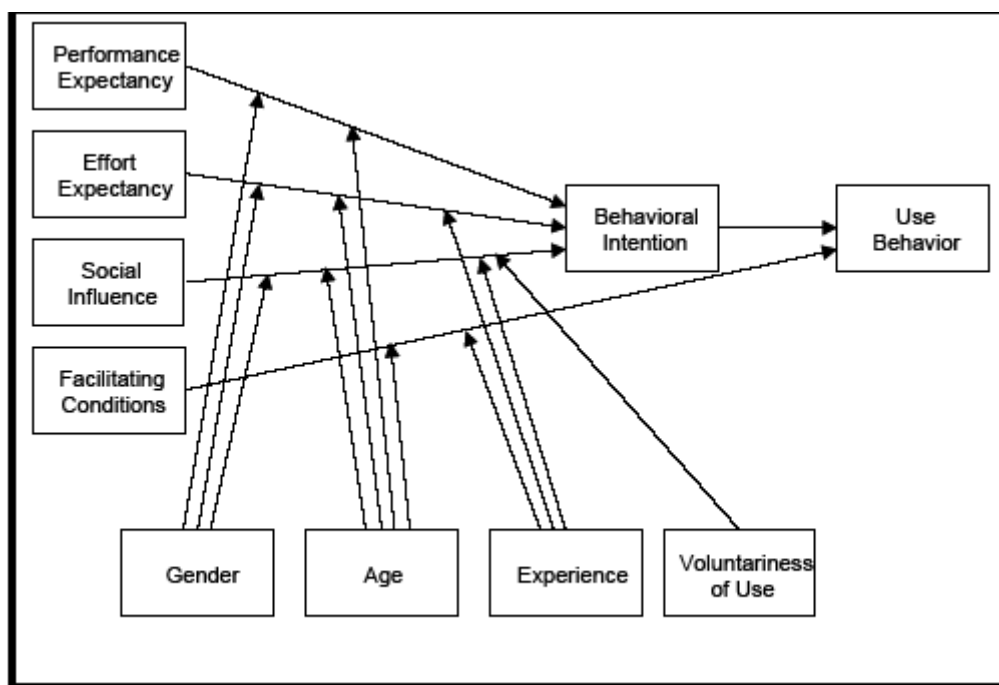 Performance
Expectancy
Effort
Expectancy
Social
Influence
Facilitating
Conditions
Behavioral
Intention
Use
Behavior
Gender
Age
Experience
Voluntariness
of Use